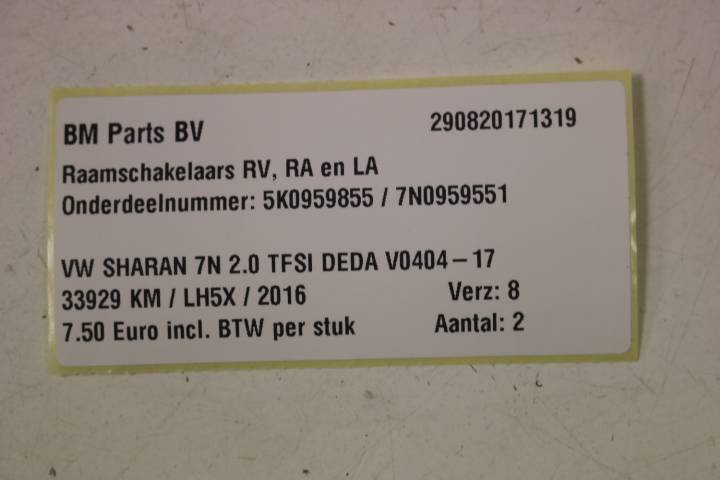 BM Parts BV 290820171319
Raamschakelaars RV, RA en LA
Onderdeelnummer: 5K0959855 / 7N0959551
VW SHARAN 7N 2.0 TFSI DEDA V0404-17
33929 KM / LH5X / 2016 Verz: 8
7.50 Euro incl. BTW per stuk Aantal: 2